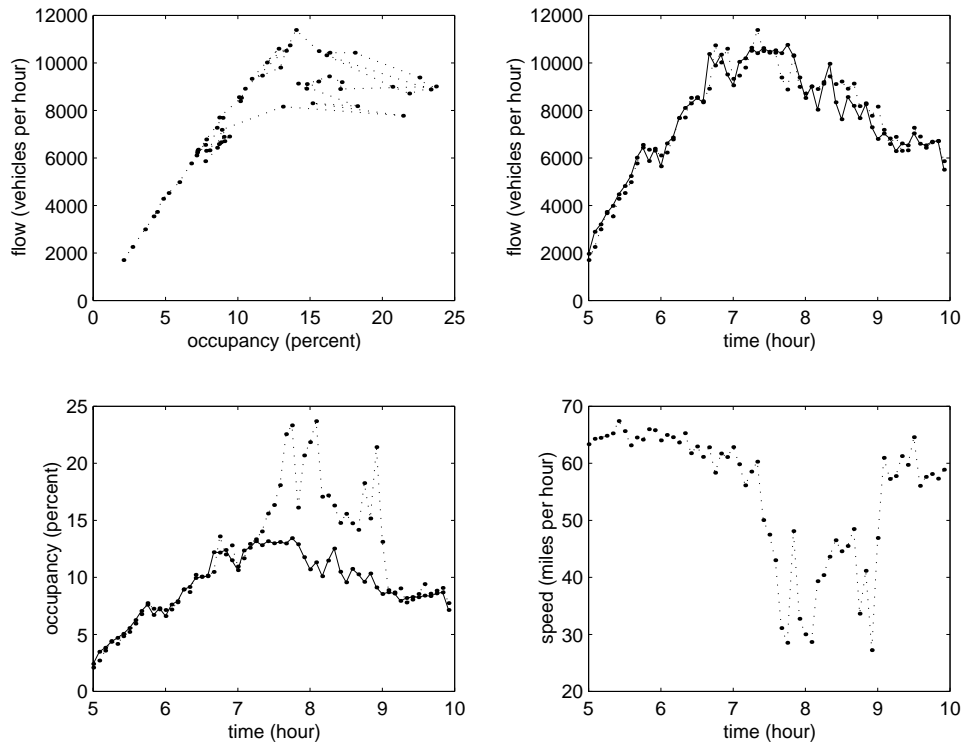 12000
10000
8000
6000
4000
2000
0
flow (vehicles per hour)
0 5 10 15 20 25
occupancy (percent)
12000
10000
8000
6000
4000
2000
0
flow (vehicles per hour)
5 6 7 8 9 10
time (hour)
25
20
15
10
5
0
occupancy (percent)
5 6 7 8 9 10
time (hour)
70
60
50
40
30
20
speed (miles per hour)
5 6 7 8 9 10
time (hour)